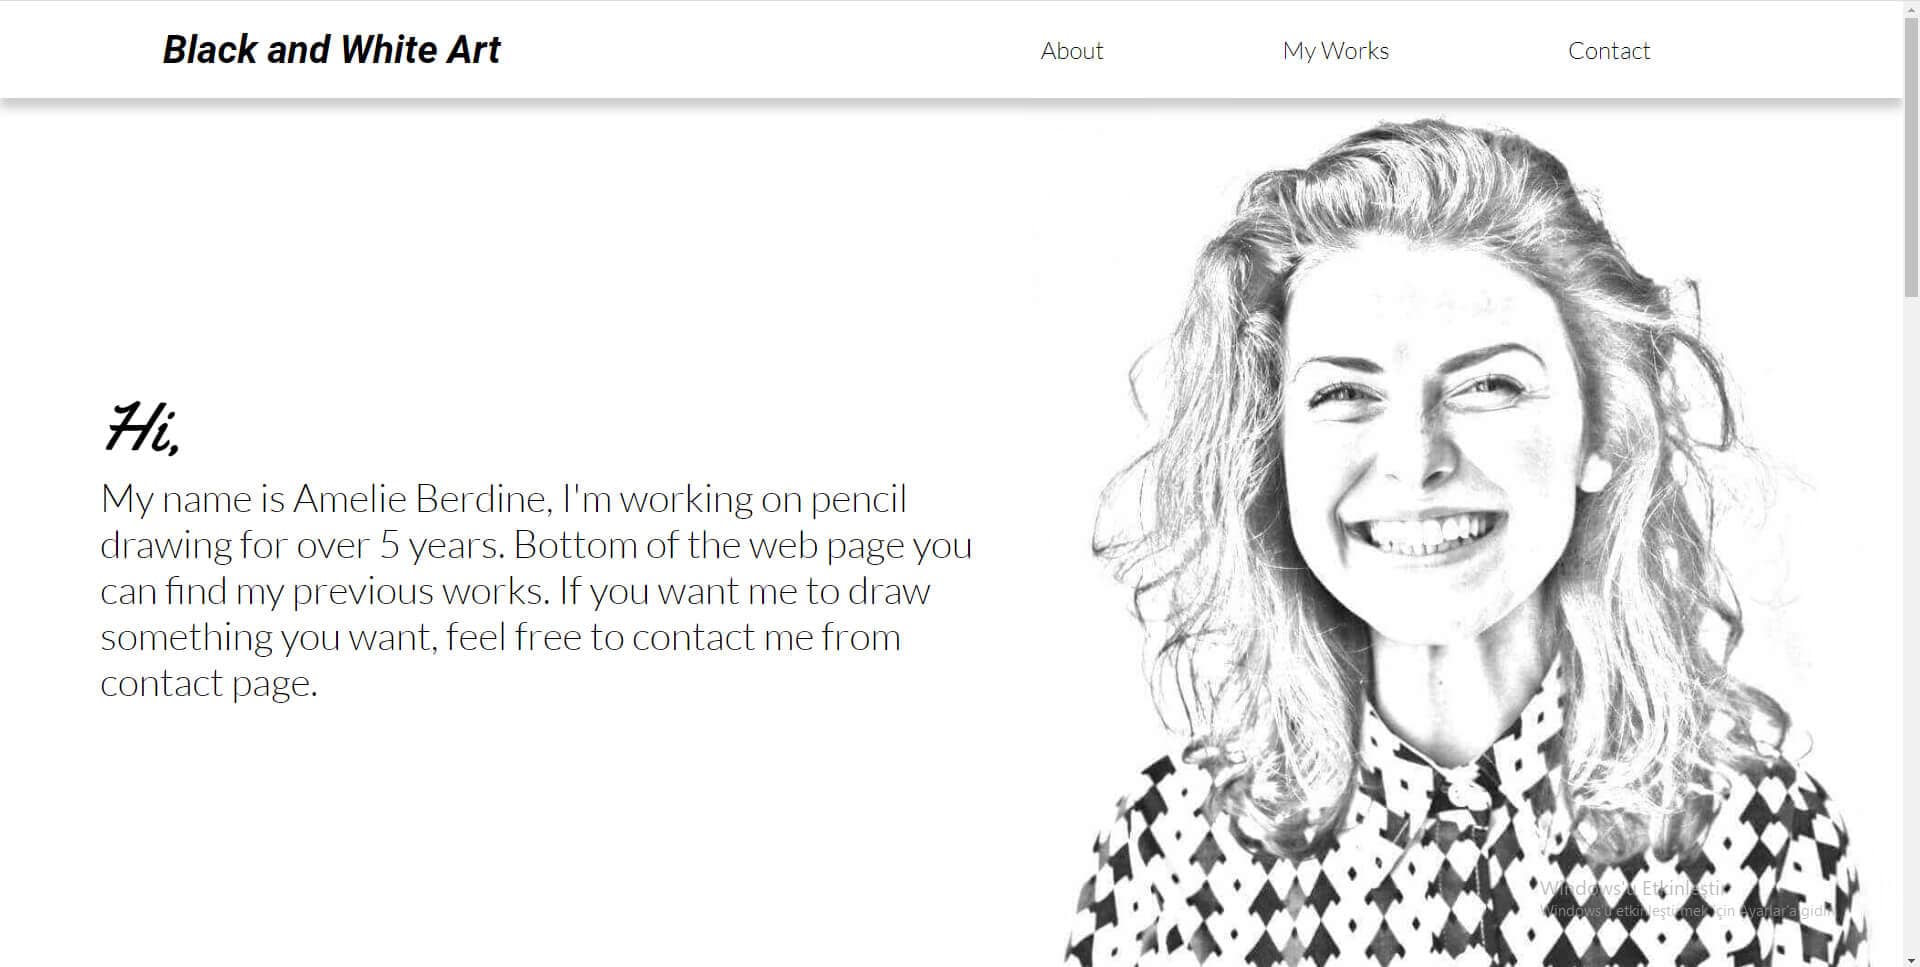 Black and White Art
About
My Works
Contact
Hi,
My name is Amelie Berdine, I'm working on pencil
drawing for over 5 years. Bottom of the web page you
can find my previous works. If you want me to draw
something you want, feel free to contact me from
contact page.
Windows'u Etkinleştir
Windows'u etkinleştirmek için Ayarlar'a gidin.